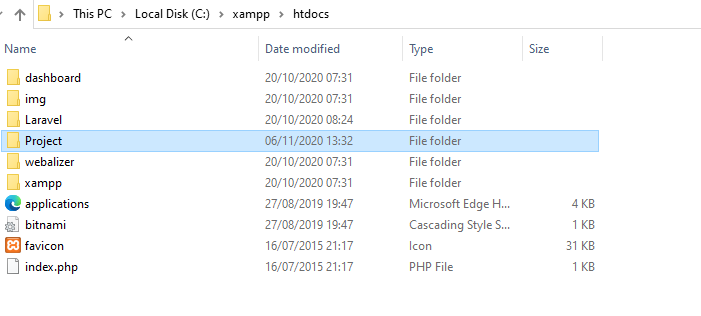 This PC > Local Disk (C:) > xampp > htdocs
Name Date modified Type Size
dashboard 20/10/2020 07:31 File folder
img 20/10/2020 07:31 File folder
Laravel 20/10/2020 08:24 File folder
Project 06/11/2020 13:32 File folder
webalizer 20/10/2020 07:31 File folder
xampp 20/10/2020 07:31 File folder
applications 27/08/2019 19:47 Microsoft Edge H... 4 KB
bitnami 27/08/2019 19:47 Cascading Style S... 1 KB
favicon 16/07/2015 21:17 Icon 31 KB
index.php 16/07/2015 21:17 PHP File 1 KB